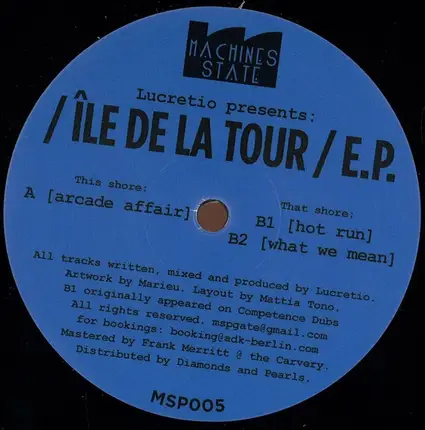 MACHINES
STATE
Lucretio presents:
/ ÎLE DE LA TOUR / E.P.
This shore:
A [arcade affair]
That shore:
B1 [hot run]
B2 [what we mean]
All tracks written, mixed and produced by Lucretio.
Artwork by Marieu. Layout by Mattia Tono.
B1 originally appeared on Competence Dubs
All rights reserved. mspgate@gmail.com
for bookings: booking@adk-berlin.com
Mastered by Frank Merritt @ the Carvery.
Distributed by Diamonds and Pearls.
MSP005